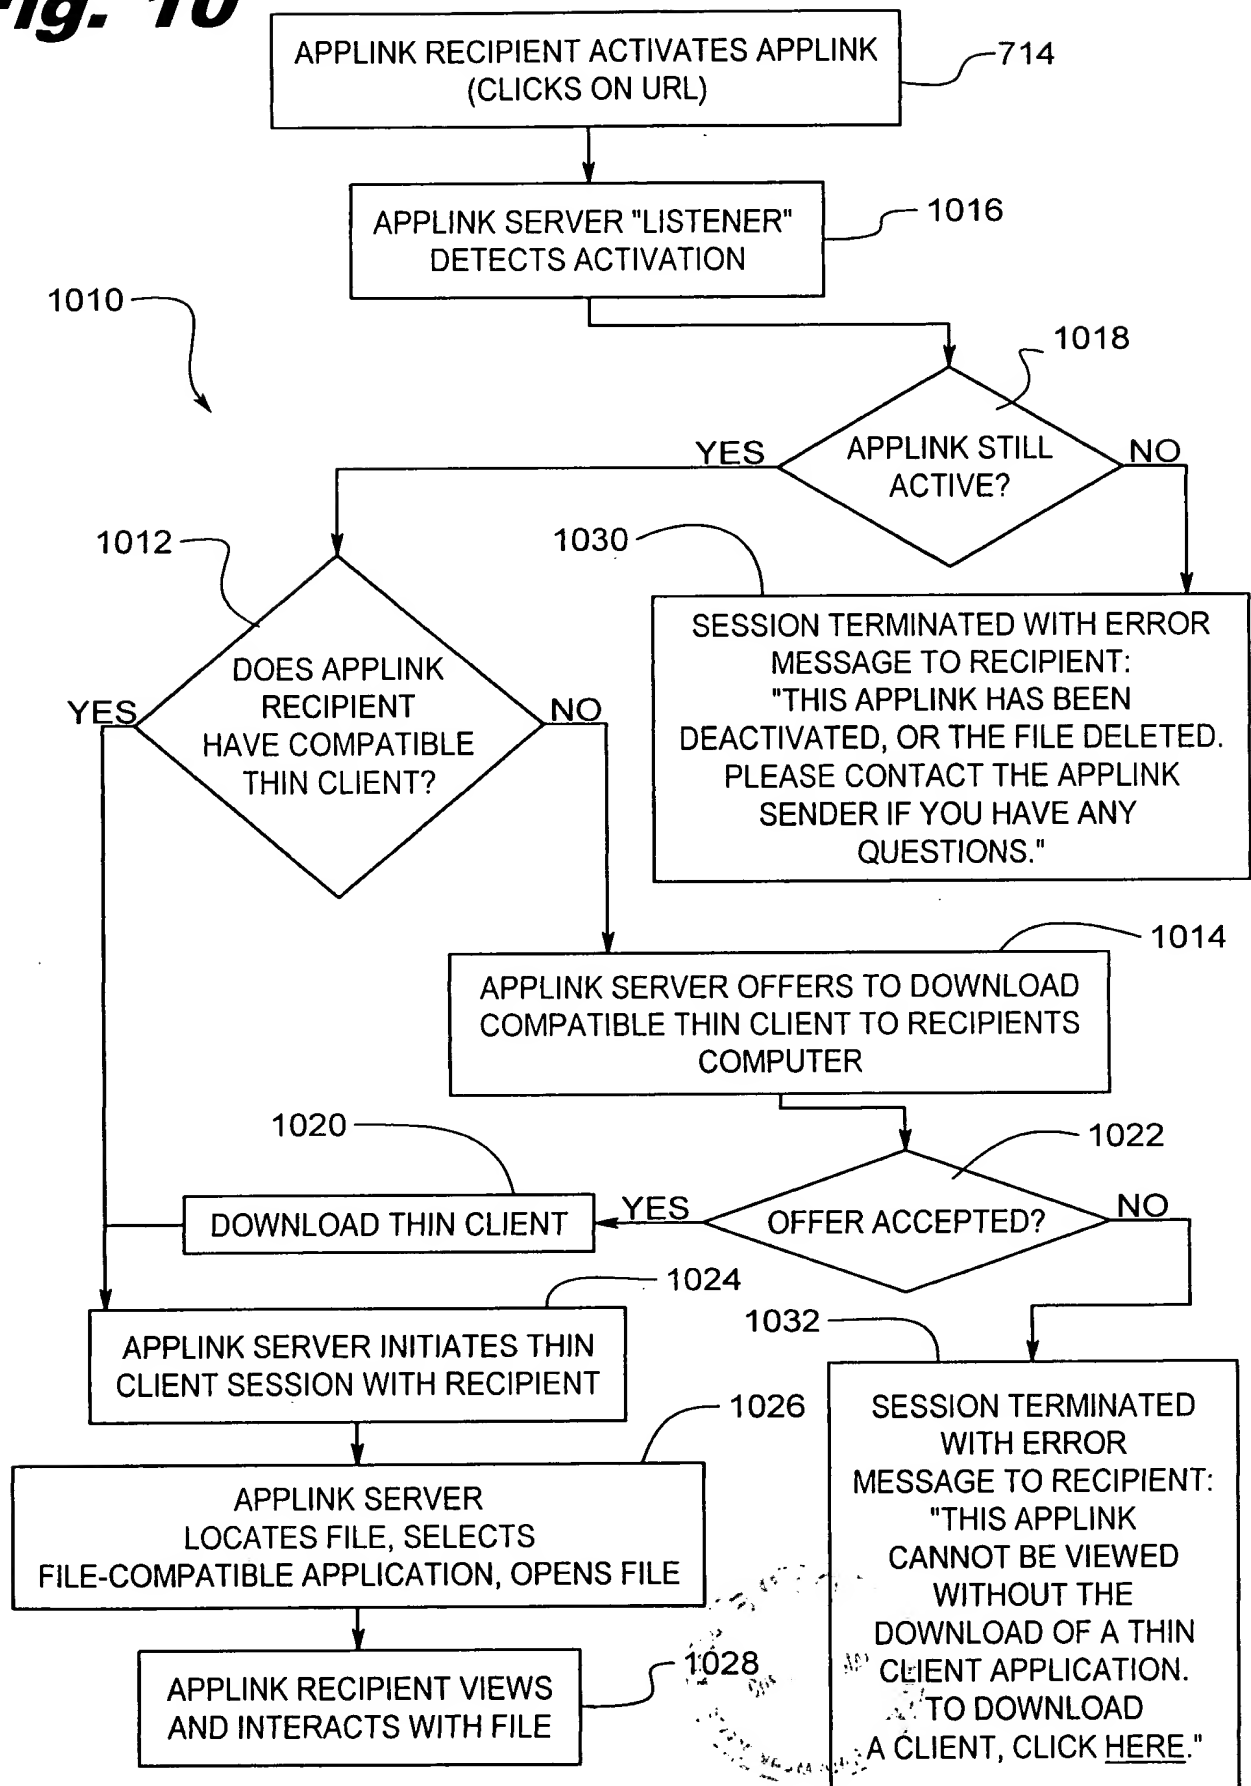 Fig. 10
APPLINK RECIPIENT ACTIVATES APPLINK
(CLICKS ON URL)
714
APPLINK SERVER "LISTENER"
DETECTS ACTIVATION
1016
1010
1018
APPLINK STILL
ACTIVE?
YES
NO
1012
1030
DOES APPLINK
RECIPIENT
HAVE COMPATIBLE
THIN CLIENT?
YES
NO
SESSION TERMINATED WITH ERROR
MESSAGE TO RECIPIENT:
"THIS APPLINK HAS BEEN
DEACTIVATED, OR THE FILE DELETED.
PLEASE CONTACT THE APPLINK
SENDER IF YOU HAVE ANY
QUESTIONS."
1014
APPLINK SERVER OFFERS TO DOWNLOAD
COMPATIBLE THIN CLIENT TO RECIPIENTS
COMPUTER
1020
1022
DOWNLOAD THIN CLIENT
YES
OFFER ACCEPTED?
NO
1024
APPLINK SERVER INITIATES THIN
CLIENT SESSION WITH RECIPIENT
1032
1026
APPLINK SERVER
LOCATES FILE, SELECTS
FILE-COMPATIBLE APPLICATION, OPENS FILE
SESSION TERMINATED
WITH ERROR
MESSAGE TO RECIPIENT:
"THIS APPLINK
CANNOT BE VIEWED
WITHOUT THE
DOWNLOAD OF A THIN
CLIENT APPLICATION.
TO DOWNLOAD
A CLIENT, CLICK HERE."
1028
APPLINK RECIPIENT VIEWS
AND INTERACTS WITH FILE